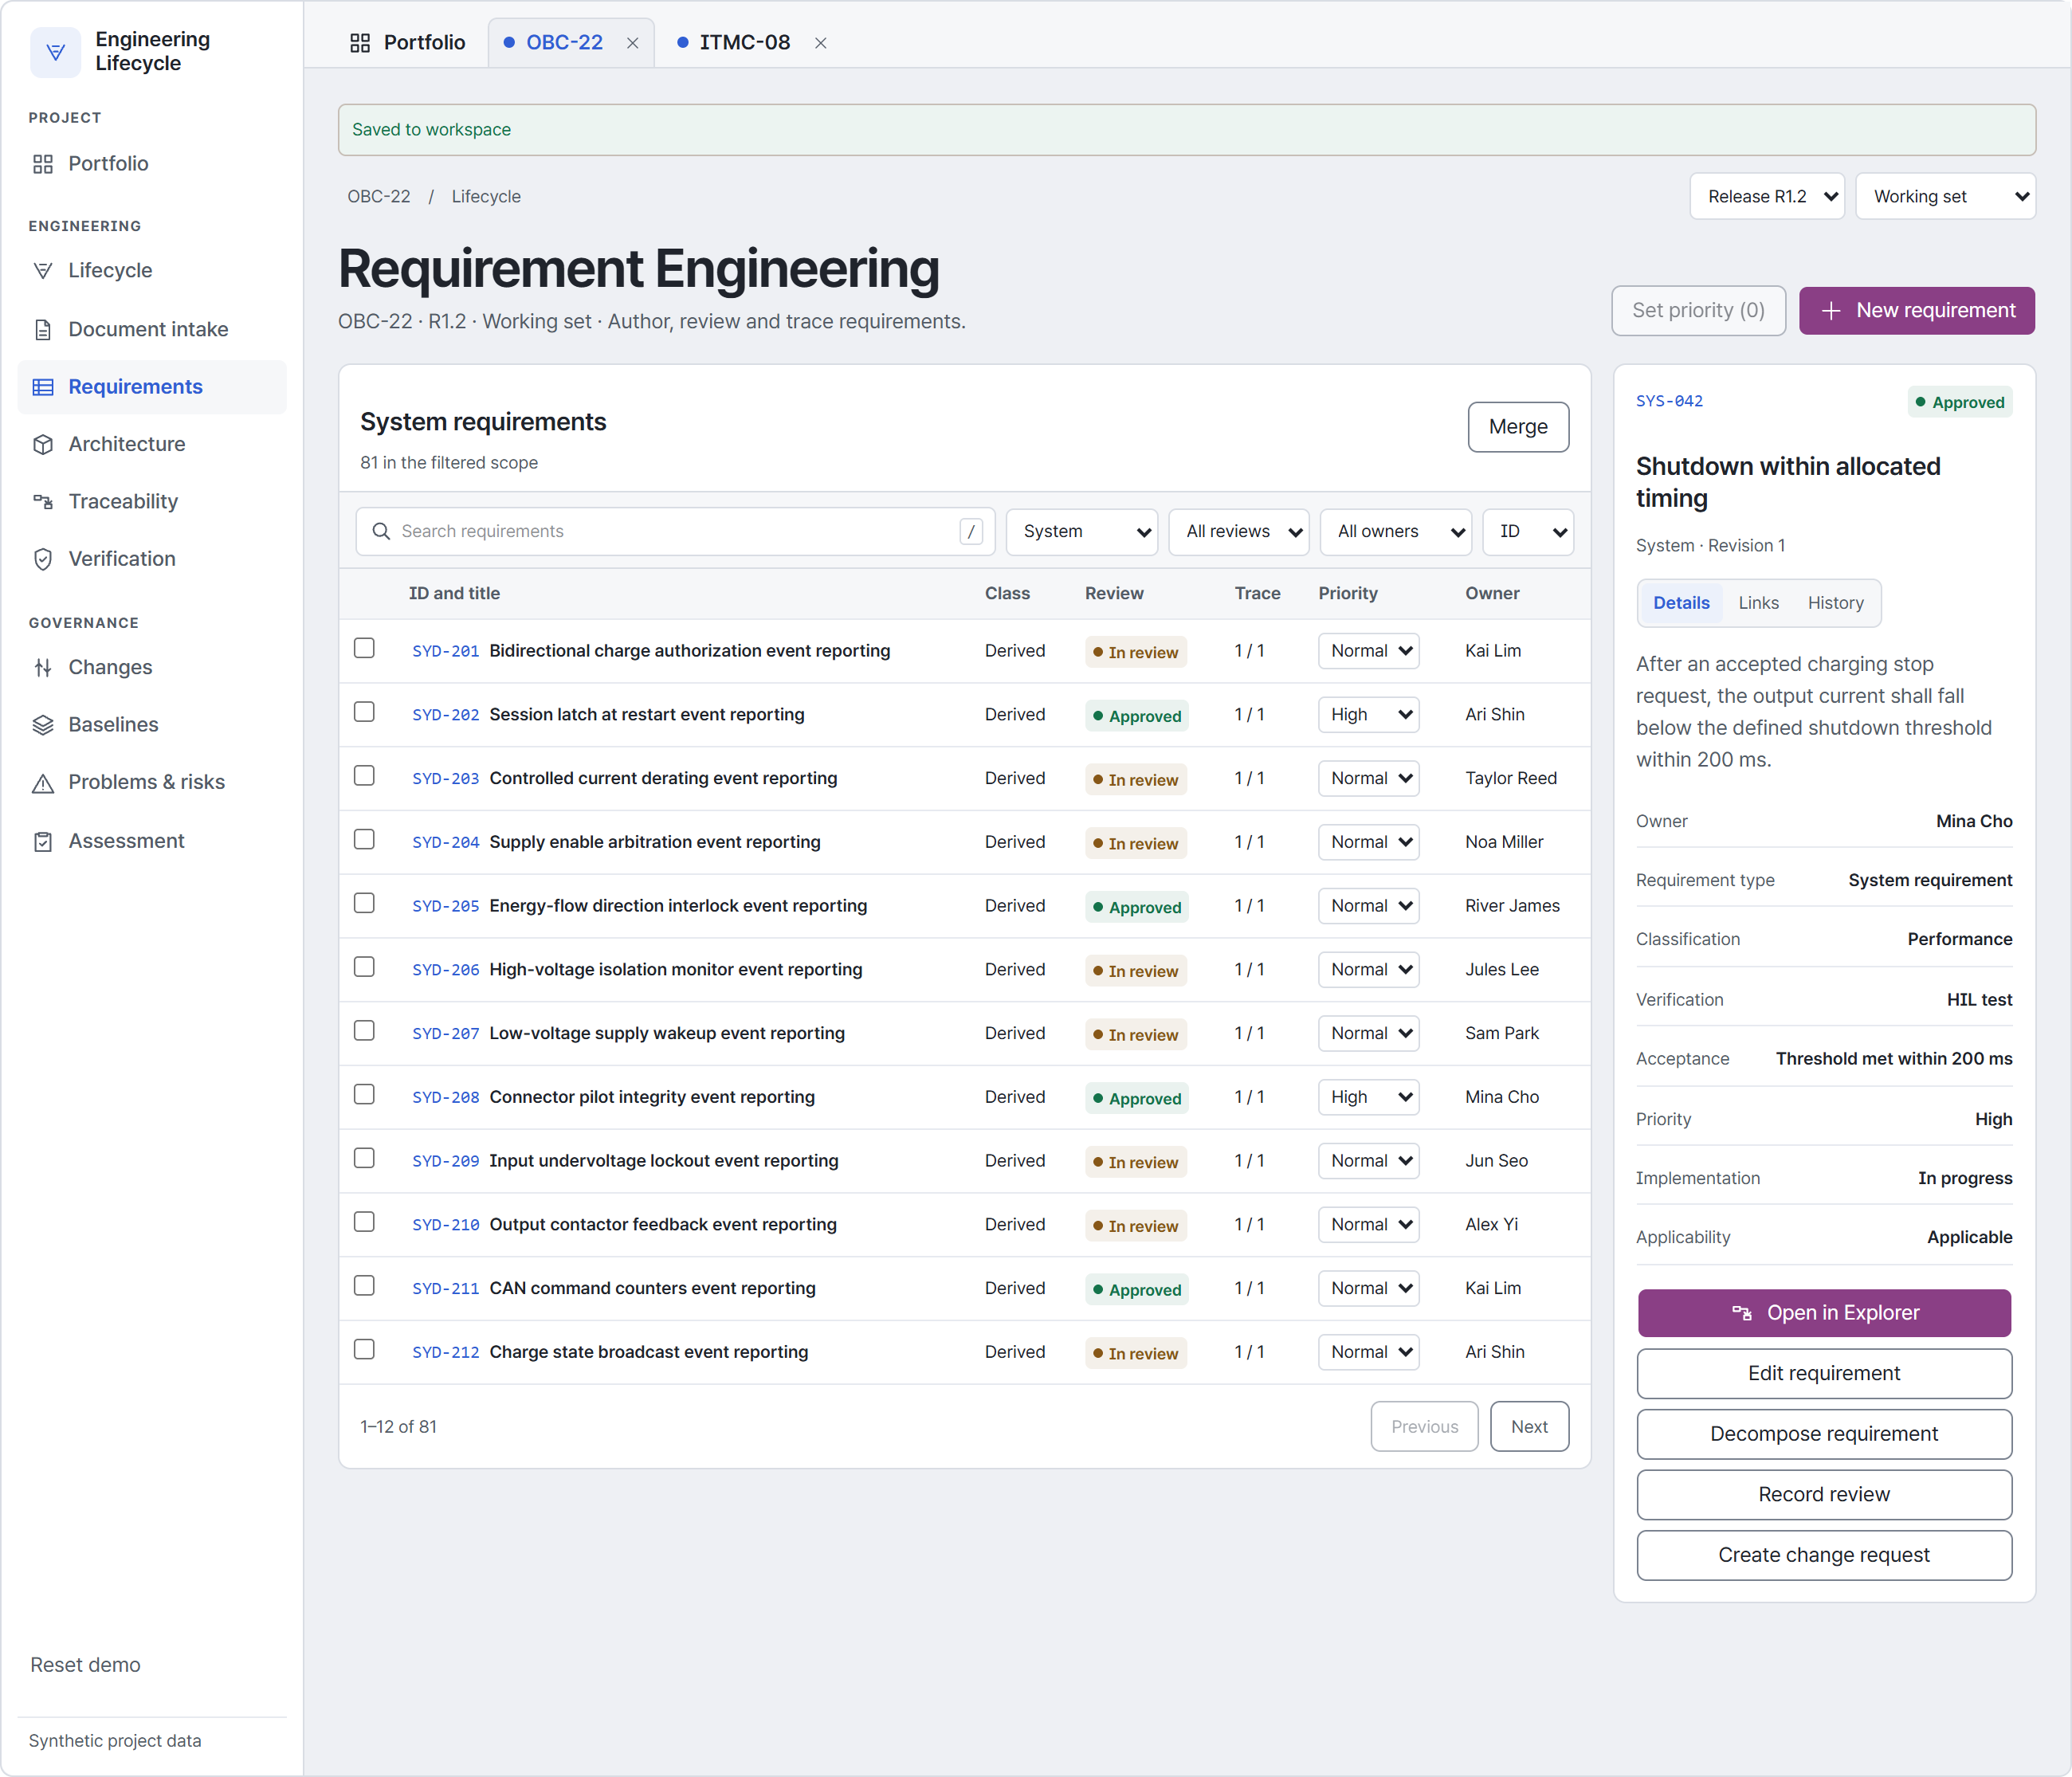 Engineering
Lifecycle
PROJECT
Portfolio
ENGINEERING
Lifecycle
Document intake
Requirements
Architecture
Traceability
Verification
GOVERNANCE
Changes
Baselines
Problems & risks
Assessment
Reset demo
Synthetic project data
Portfolio OBC-22 ITMC-08
Saved to workspace
OBC-22 / Lifecycle Release R1.2 Working set
Requirement Engineering
OBC-22 · R1.2 · Working set · Author, review and trace requirements.
Set priority (0) New requirement
System requirements
81 in the filtered scope
Merge
Search requirements / System All reviews All owners ID
ID and title Class Review Trace Priority Owner
SYD-201 Bidirectional charge authorization event reporting Derived In review 1 / 1 Normal Kai Lim
SYD-202 Session latch at restart event reporting Derived Approved 1 / 1 High Ari Shin
SYD-203 Controlled current derating event reporting Derived In review 1 / 1 Normal Taylor Reed
SYD-204 Supply enable arbitration event reporting Derived In review 1 / 1 Normal Noa Miller
SYD-205 Energy-flow direction interlock event reporting Derived Approved 1 / 1 Normal River James
SYD-206 High-voltage isolation monitor event reporting Derived In review 1 / 1 Normal Jules Lee
SYD-207 Low-voltage supply wakeup event reporting Derived In review 1 / 1 Normal Sam Park
SYD-208 Connector pilot integrity event reporting Derived Approved 1 / 1 High Mina Cho
SYD-209 Input undervoltage lockout event reporting Derived In review 1 / 1 Normal Jun Seo
SYD-210 Output contactor feedback event reporting Derived In review 1 / 1 Normal Alex Yi
SYD-211 CAN command counters event reporting Derived Approved 1 / 1 Normal Kai Lim
SYD-212 Charge state broadcast event reporting Derived In review 1 / 1 Normal Ari Shin
1–12 of 81 Previous Next
SYS-042 Approved
Shutdown within allocated
timing
System · Revision 1
Details Links History
After an accepted charging stop
request, the output current shall fall
below the defined shutdown threshold
within 200 ms.
Owner Mina Cho
Requirement type System requirement
Classification Performance
Verification HIL test
Acceptance Threshold met within 200 ms
Priority High
Implementation In progress
Applicability Applicable
Open in Explorer
Edit requirement
Decompose requirement
Record review
Create change request